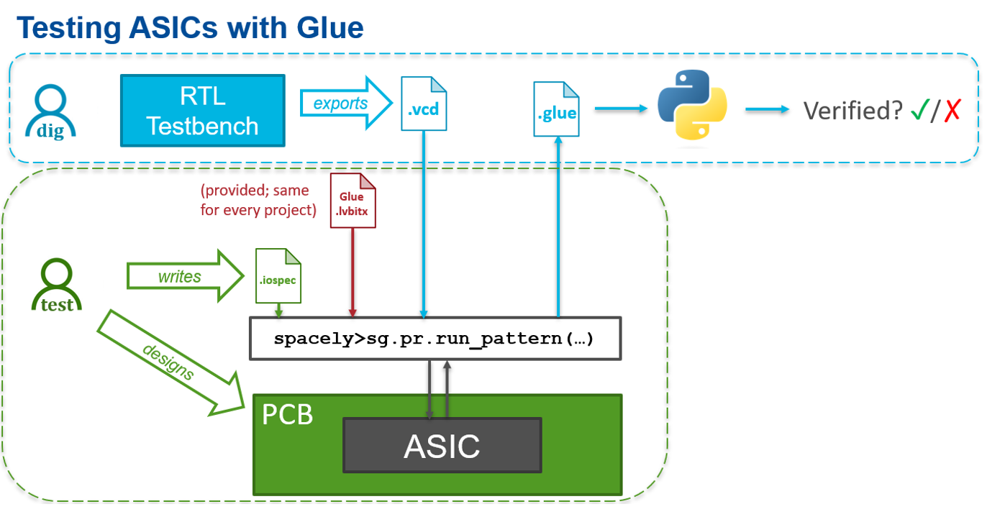 Testing ASICs with Glue
dig
RTL
Testbench
exports
.vcd
.glue
Verified? ✓/✗
(provided; same
for every project)
Glue
.lvbitx
test
writes
.iospec
designs
spacely>sg.pr.run_pattern(…)
PCB
ASIC